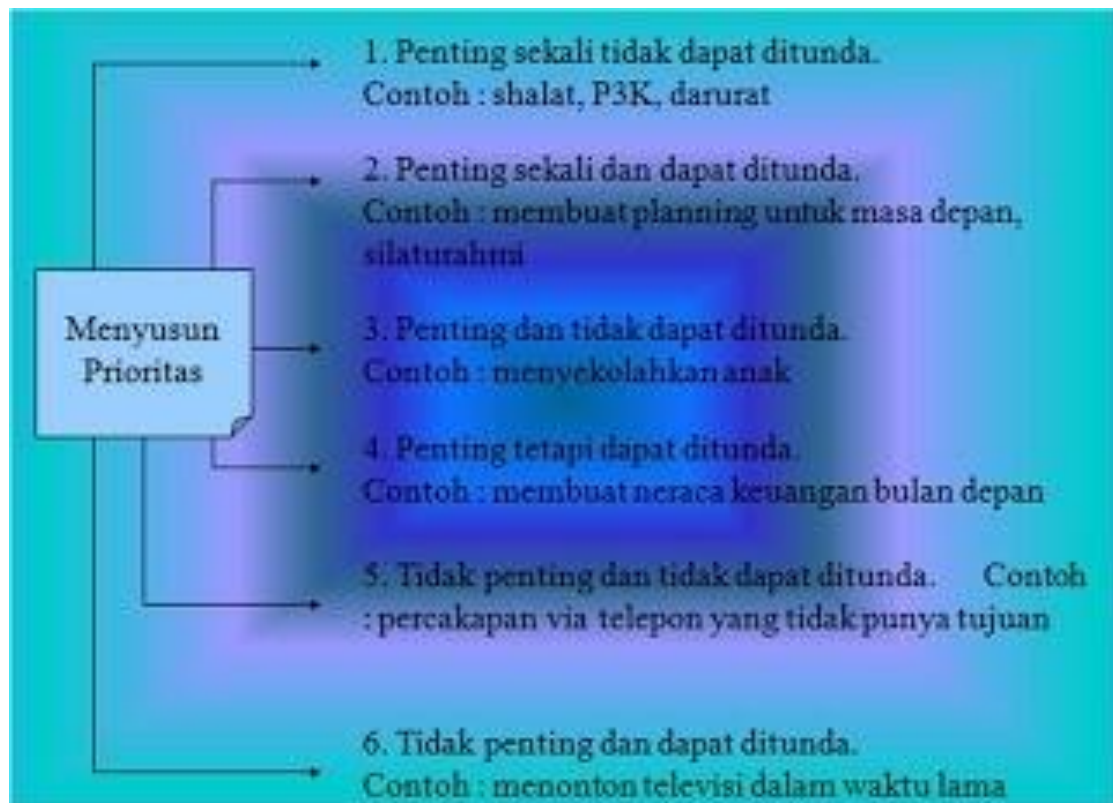 1. Penting sekali tidak dapat ditunda.
Contoh : shalat, P3K, darurat
2. Penting sekali dan dapat ditunda.
Contoh : membuat planning untuk masa depan,
silaturahmi
Menyusun
Prioritas
3. Penting dan tidak dapat ditunda.
Contoh : menyekolahkan anak
4. Penting tetapi dapat ditunda.
Contoh : membuat neraca keuangan bulan depan
5. Tidak penting dan tidak dapat ditunda. Contoh
: percakapan via telepon yang tidak punya tujuan
6. Tidak penting dan dapat ditunda.
Contoh : menonton televisi dalam waktu lama